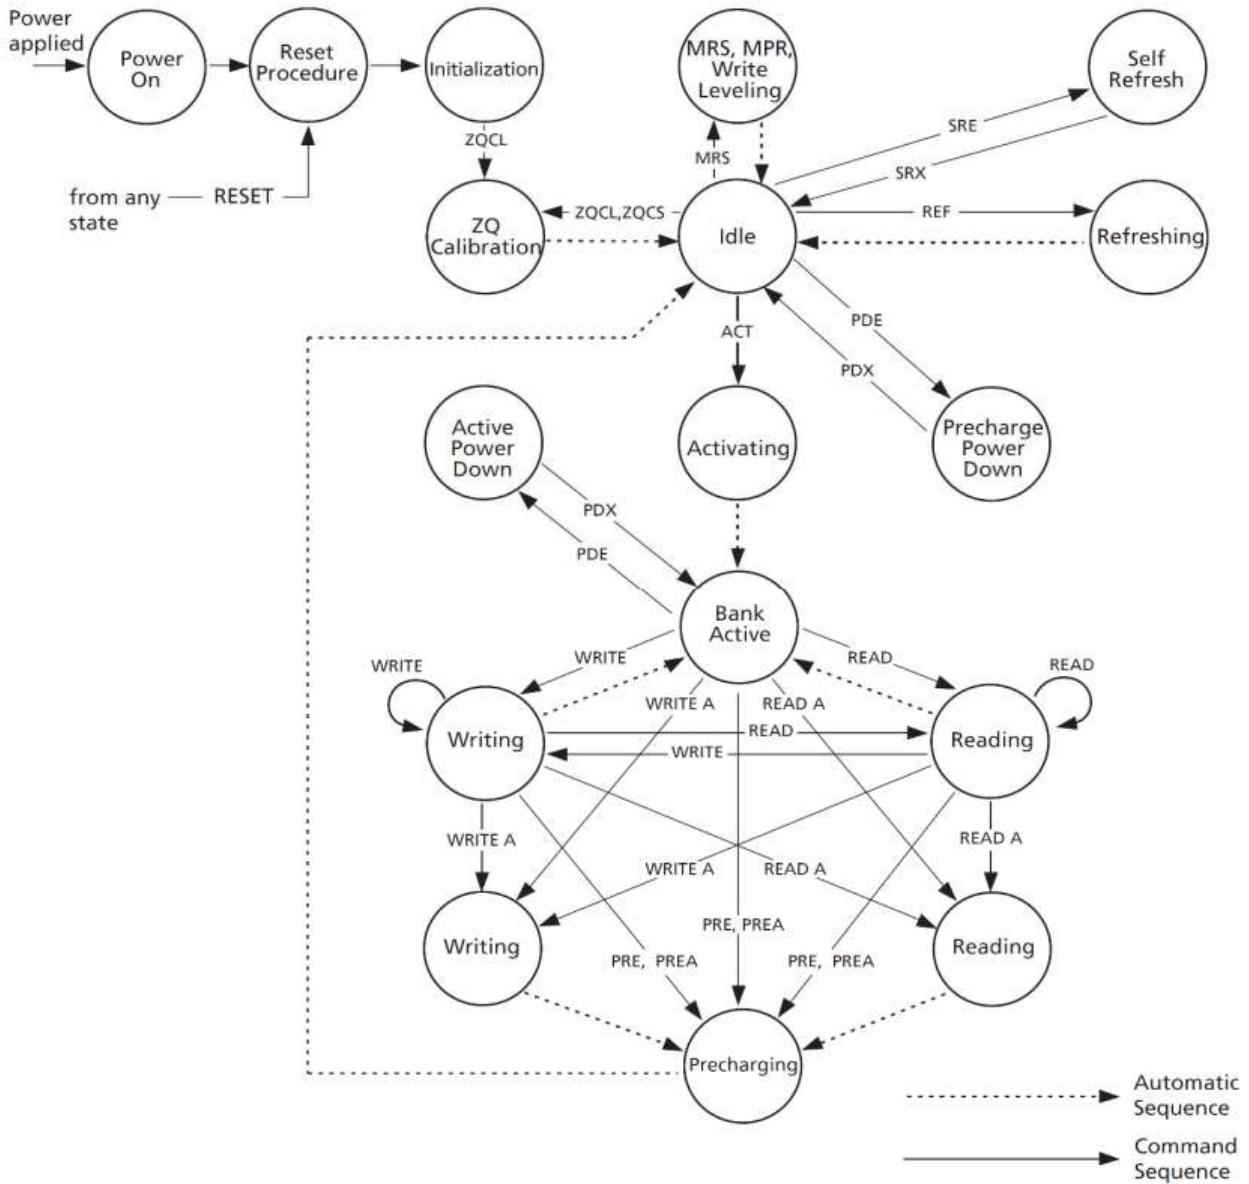 Power
applied
Power
On
Reset
Procedure
Initialization
MRS, MPR,
Write
Leveling
Self
Refresh
ZQCL
MRS
SRE
SRX
from any
state
RESET
ZQ
Calibration
ZQCL,ZQCS
Idle
REF
Refreshing
ACT
PDE
PDX
Active
Power
Down
Activating
Precharge
Power
Down
PDX
PDE
Bank
Active
WRITE
WRITE
READ
READ
WRITE A
READ A
Writing
READ
WRITE
Reading
WRITE A
READ A
WRITE A
READ A
Writing
PRE, PREA
PRE, PREA
PRE, PREA
Reading
Precharging
Automatic
Sequence
Command
Sequence